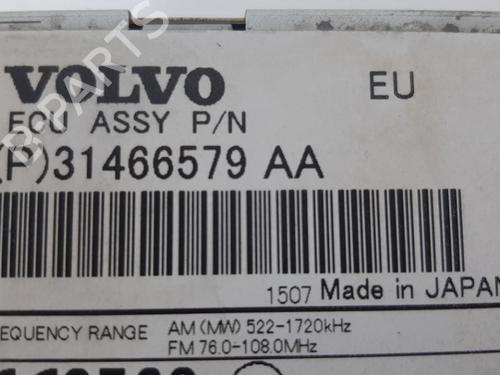 VOLVO EU
ECU ASSY P/N
(P)31466579 AA
1507 Made in JAPAN
EQUENCY RANGE AM (MW) 522-1720kHz
FM 76.0-108.0MHz
B PARTS